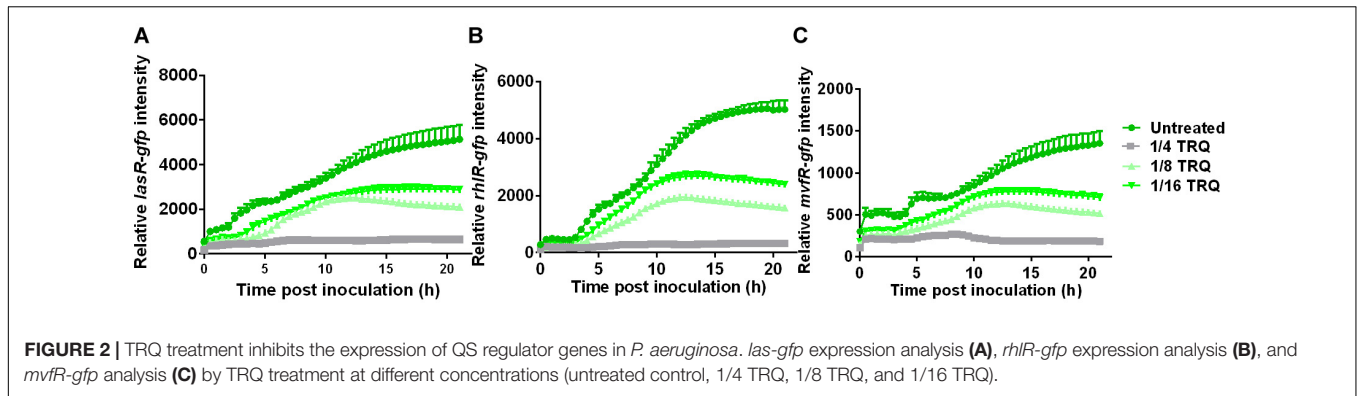 A
B
C
Relative lasR-gfp intensity
8000
6000
4000
2000
0
0 5 10 15 20
Time post inoculation (h)
Relative rhlR-gfp intensity
6000
4000
2000
0
0 5 10 15 20
Time post inoculation (h)
Relative mvfR-gfp intensity
2000
1500
1000
500
0
0 5 10 15 20
Time post inoculation (h)
Untreated
1/4 TRQ
1/8 TRQ
1/16 TRQ
FIGURE 2 | TRQ treatment inhibits the expression of QS regulator genes in P. aeruginosa. las-gfp expression analysis (A), rhlR-gfp expression analysis (B), and
mvfR-gfp analysis (C) by TRQ treatment at different concentrations (untreated control, 1/4 TRQ, 1/8 TRQ, and 1/16 TRQ).